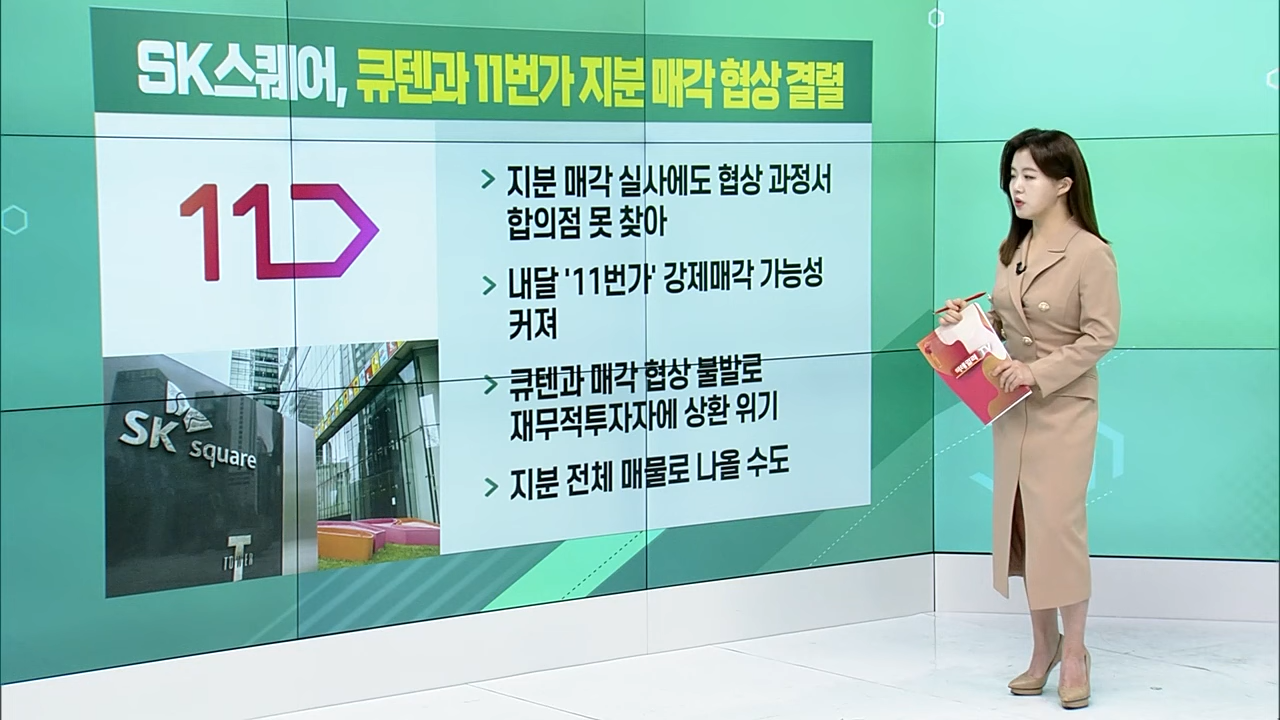 SK스퀘어, 큐텐과 11번가 지분 매각 협상 결렬
지분 매각 실사에도 협상 과정서
합의점 못 찾아
내달 '11번가' 강제매각 가능성
커져
큐텐과 매각 협상 불발로
재무적투자자에 상환 위기
지분 전체 매물로 나올 수도
11
SK square
T
TOWER